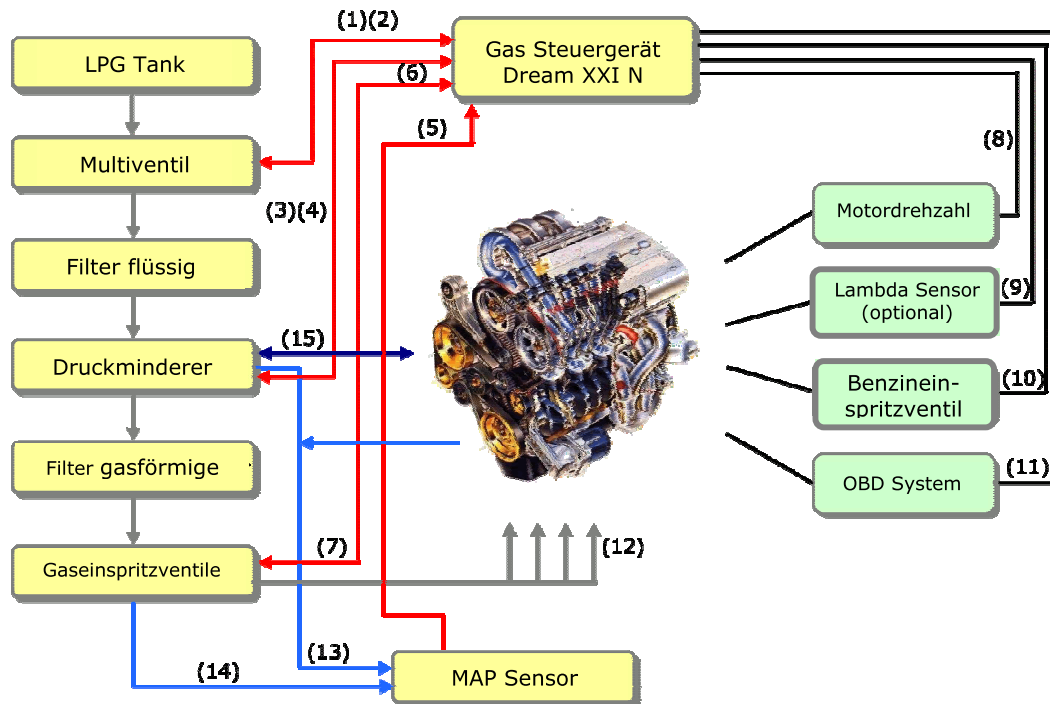 (1)(2)
Gas Steuergerät
Dream XXI N
LPG Tank
(6)
(5)
(8)
Multiventil
(3)(4)
Motordrehzahl
Filter flüssig
Lambda Sensor
(optional)
(9)
(15)
Druckminderer
Benzinein-
spritzventil
(10)
Filter gasförmige
OBD System
(11)
(7)
(12)
Gaseinspritzventile
(13)
(14)
MAP Sensor